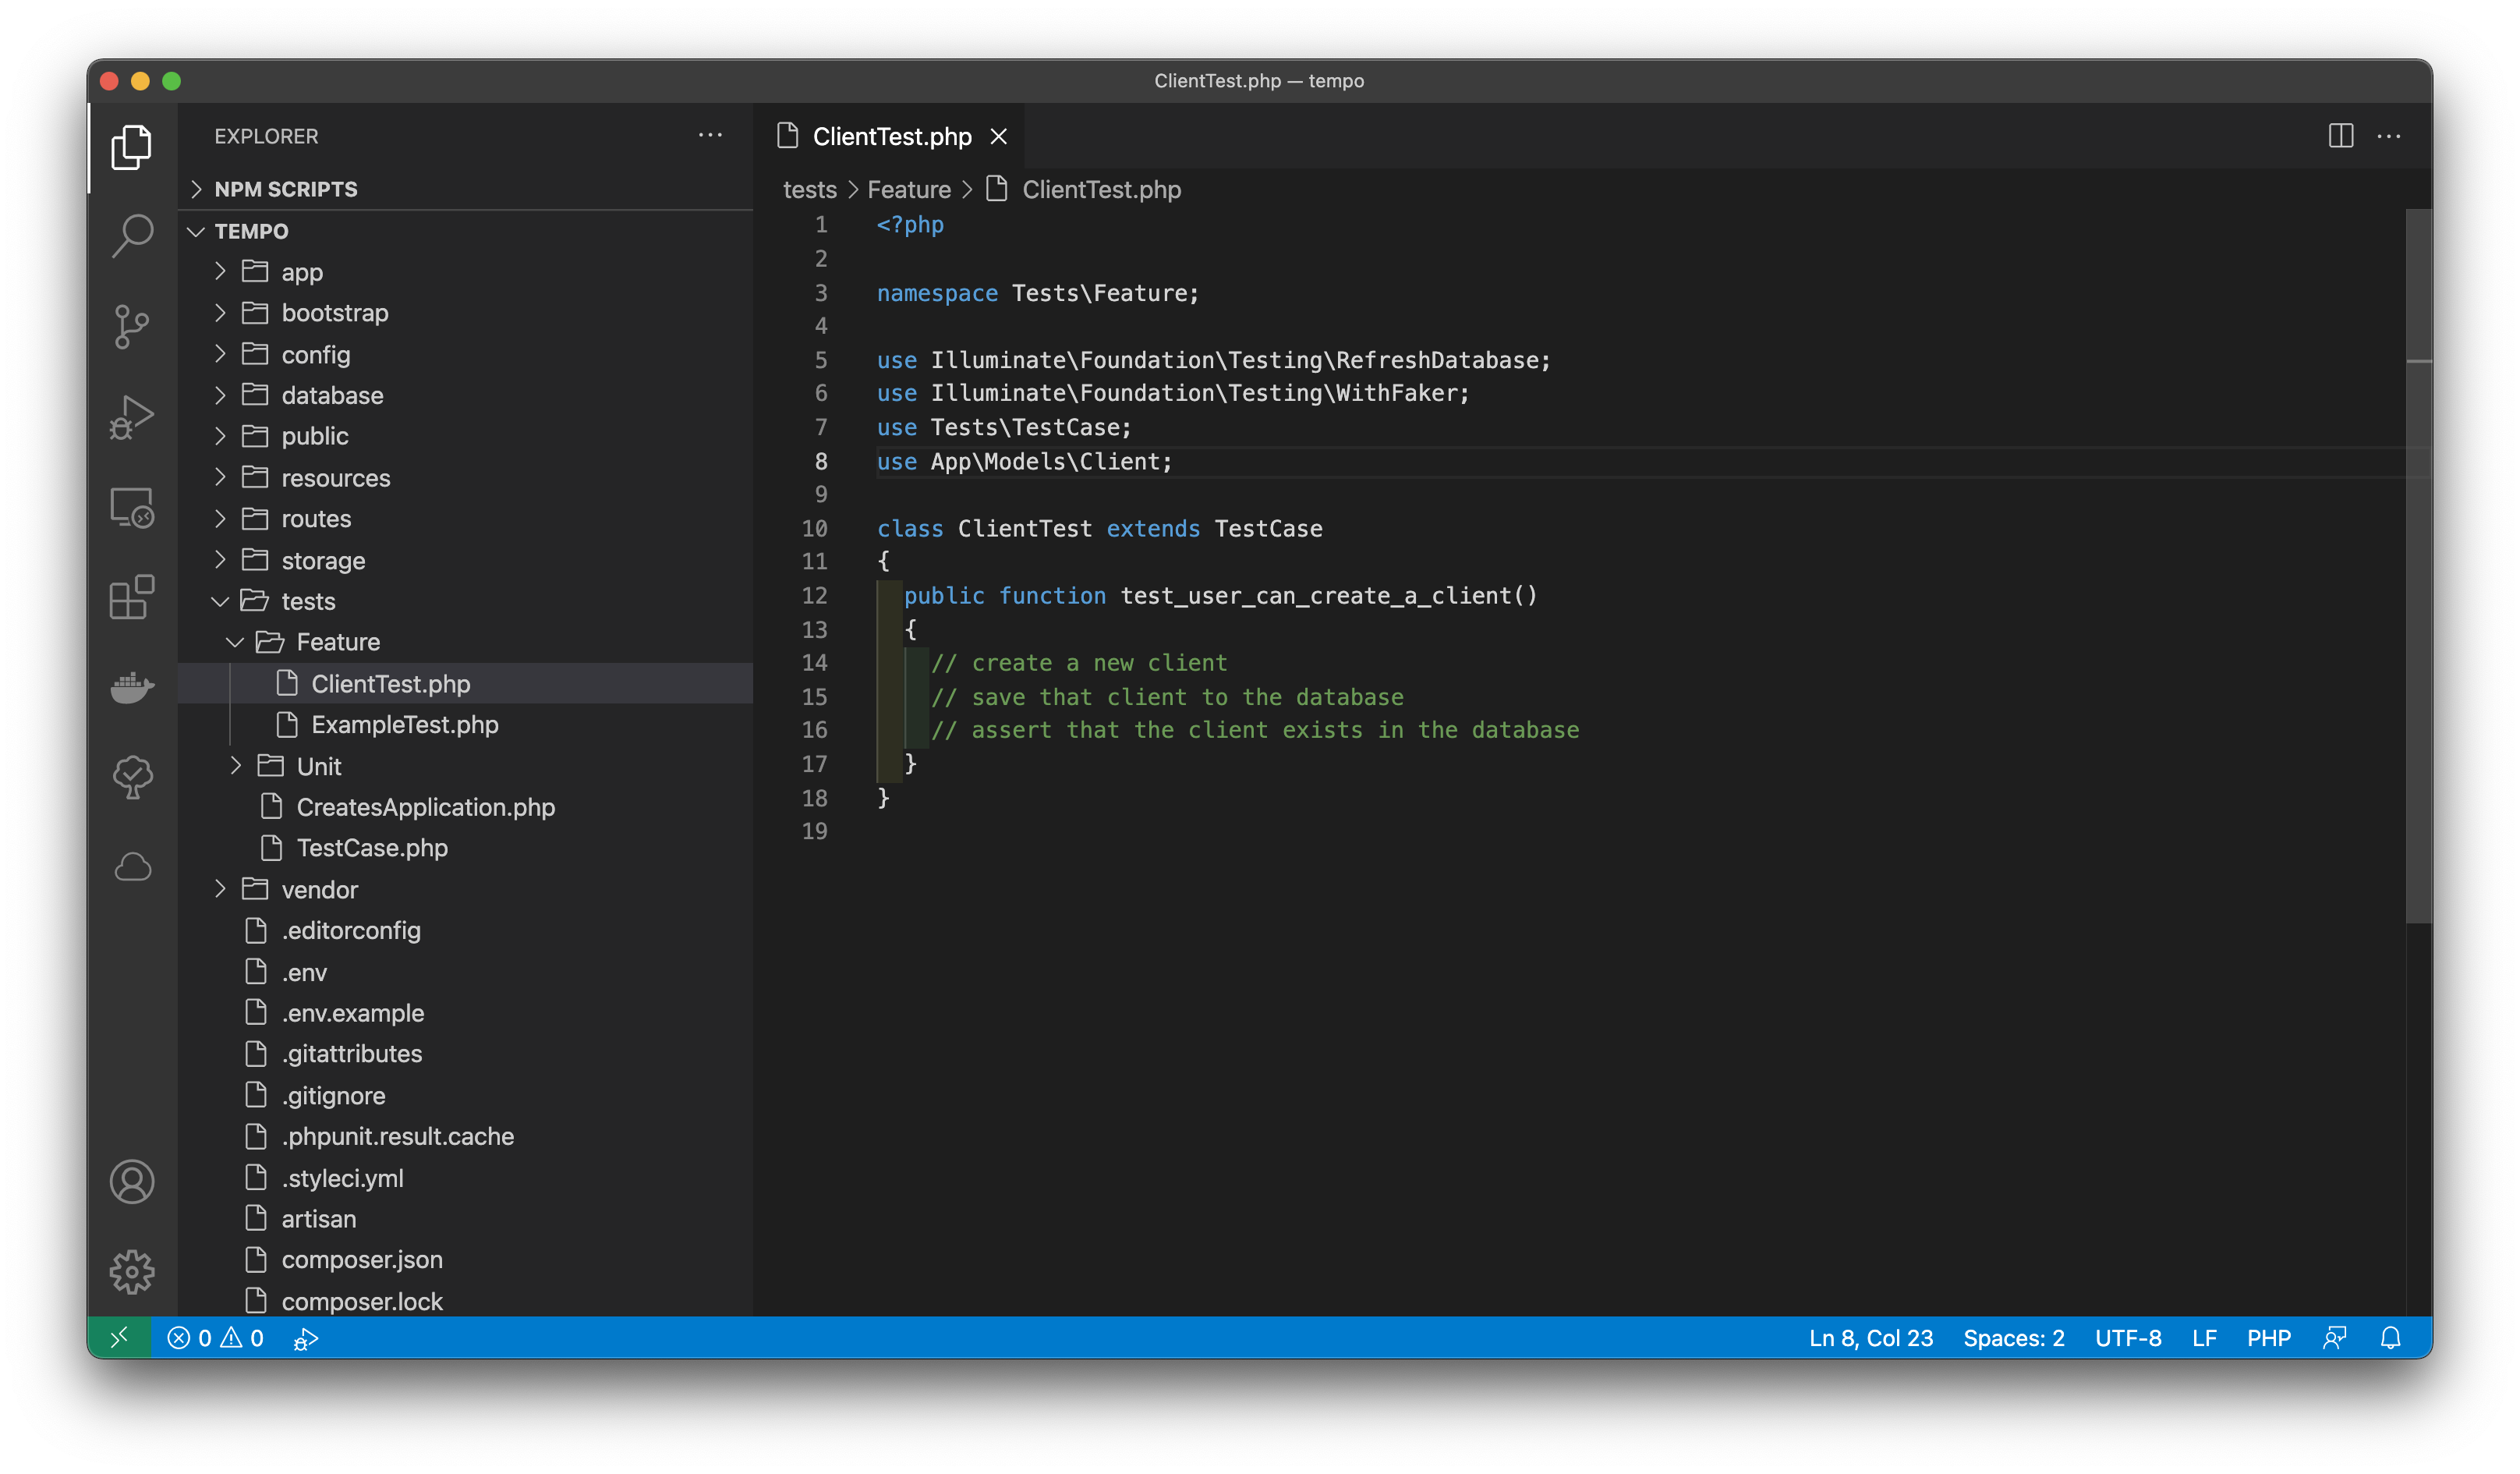 ClientTest.php — tempo
EXPLORER
NPM SCRIPTS
TEMPO
app
bootstrap
config
database
public
resources
routes
storage
tests
Feature
ClientTest.php
ExampleTest.php
Unit
CreatesApplication.php
TestCase.php
vendor
.editorconfig
.env
.env.example
.gitattributes
.gitignore
.phpunit.result.cache
.styleci.yml
artisan
composer.json
composer.lock
ClientTest.php
tests > Feature > ClientTest.php
1 <?php
2
3 namespace Tests\Feature;
4
5 use Illuminate\Foundation\Testing\RefreshDatabase;
6 use Illuminate\Foundation\Testing\WithFaker;
7 use Tests\TestCase;
8 use App\Models\Client;
9
10 class ClientTest extends TestCase
11 {
12 public function test_user_can_create_a_client()
13 {
14 // create a new client
15 // save that client to the database
16 // assert that the client exists in the database
17 }
18 }
19
0 0 Ln 8, Col 23 Spaces: 2 UTF-8 LF PHP